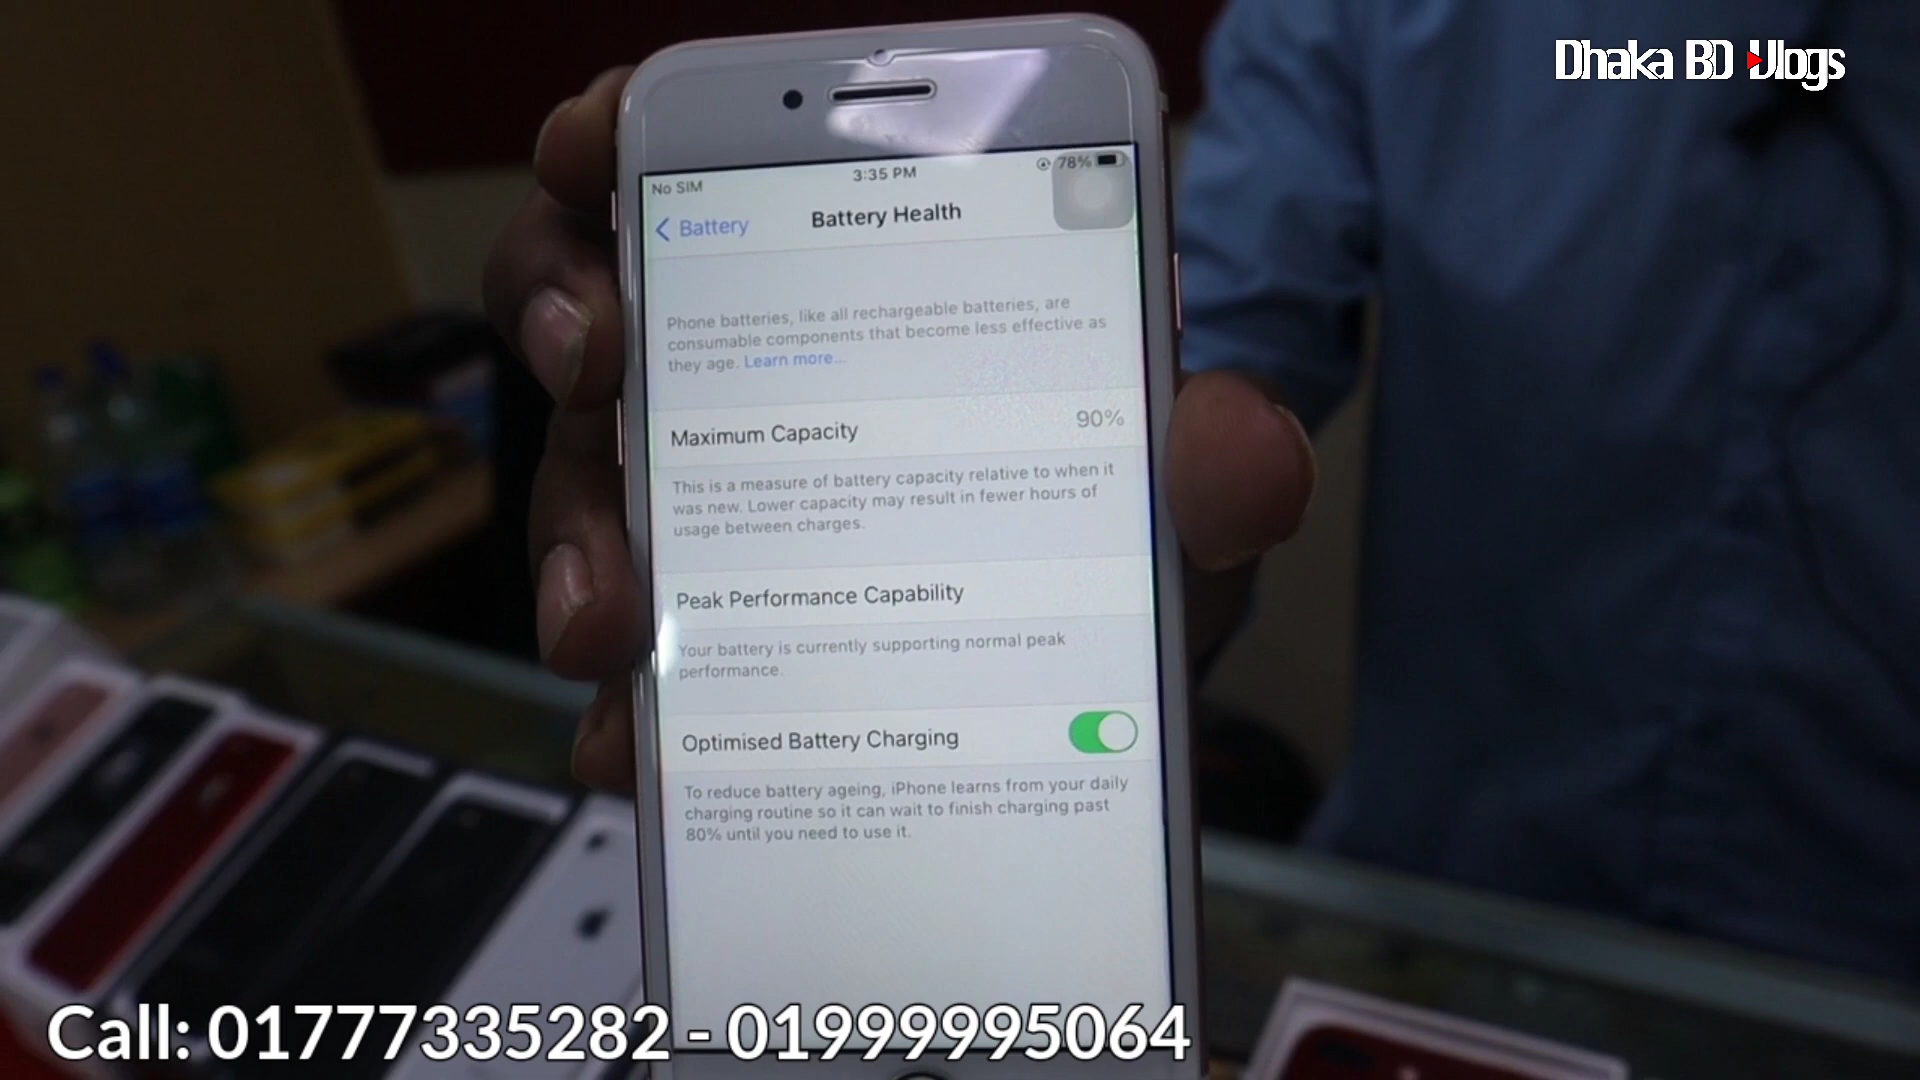 Dhaka BD Vlogs
No SIM 3:35 PM 78%
Battery Battery Health
Phone batteries, like all rechargeable batteries, are
consumable components that become less effective as
they age. Learn more...
Maximum Capacity 90%
This is a measure of battery capacity relative to when it
was new. Lower capacity may result in fewer hours of
usage between charges.
Peak Performance Capability
Your battery is currently supporting normal peak
performance.
Optimised Battery Charging
To reduce battery ageing, iPhone learns from your daily
charging routine so it can wait to finish charging past
80% until you need to use it.
Call: 01777335282 - 01999995064